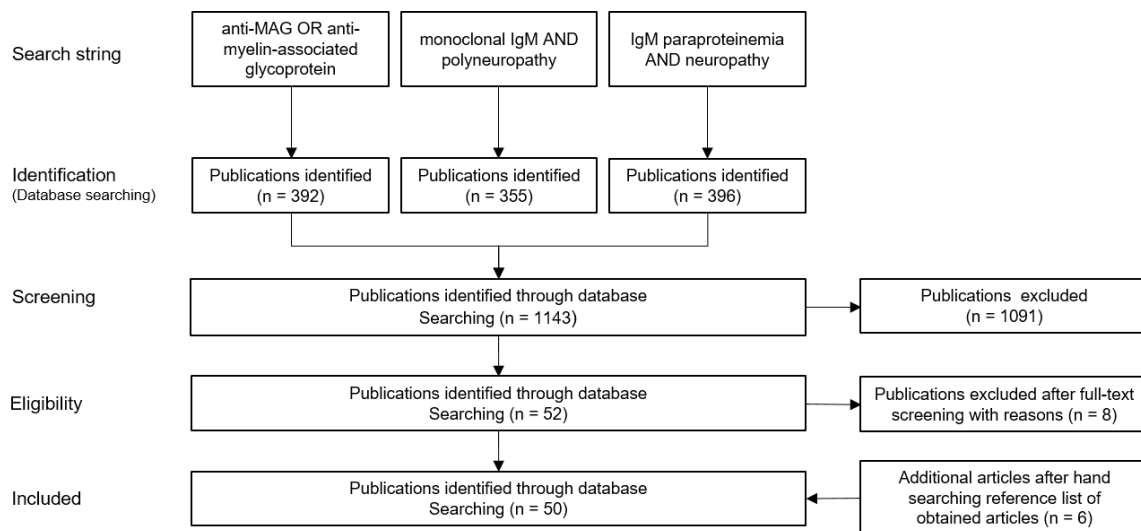 Search string
anti-MAG OR anti-
myelin-associated
glycoprotein
monoclonal IgM AND
polyneuropathy
IgM paraproteinemia
AND neuropathy
Identification
(Database searching)
Publications identified
(n = 392)
Publications identified
(n = 355)
Publications identified
(n = 396)
Screening
Publications identified through database
Searching (n = 1143)
Publications excluded
(n = 1091)
Eligibility
Publications identified through database
Searching (n = 52)
Publications excluded after full-text
screening with reasons (n = 8)
Included
Publications identified through database
Searching (n = 50)
Additional articles after hand
searching reference list of
obtained articles (n = 6)